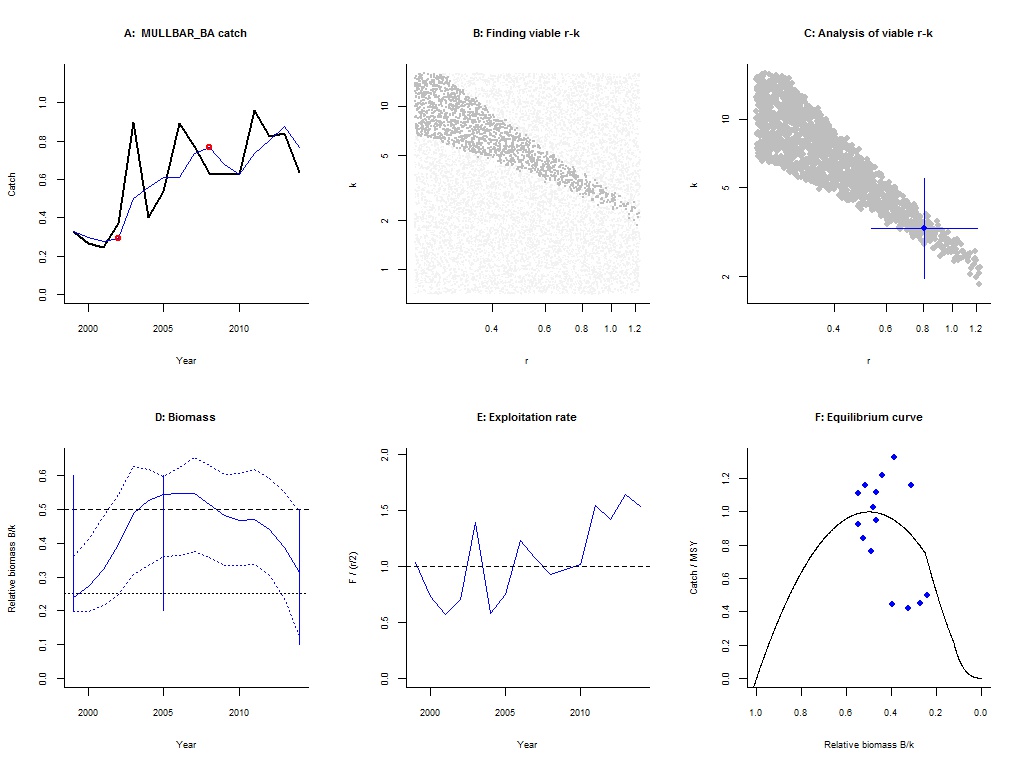 A: MULLBAR_BA catch
B: Finding viable r-k
C: Analysis of viable r-k
Catch
0.0 0.2 0.4 0.6 0.8 1.0
2000 2005 2010
Year
k
1 2 5 10
0.4 0.6 0.8 1.0 1.2
r
k
2 5 10
0.4 0.6 0.8 1.0 1.2
r
D: Biomass
E: Exploitation rate
F: Equilibrium curve
Relative biomass B/k
0.0 0.1 0.2 0.3 0.4 0.5 0.6
2000 2005 2010
Year
F / (r/2)
0.0 0.5 1.0 1.5 2.0
2000 2005 2010
Year
Catch / MSY
0.0 0.2 0.4 0.6 0.8 1.0 1.2
1.0 0.8 0.6 0.4 0.2 0.0
Relative biomass B/k